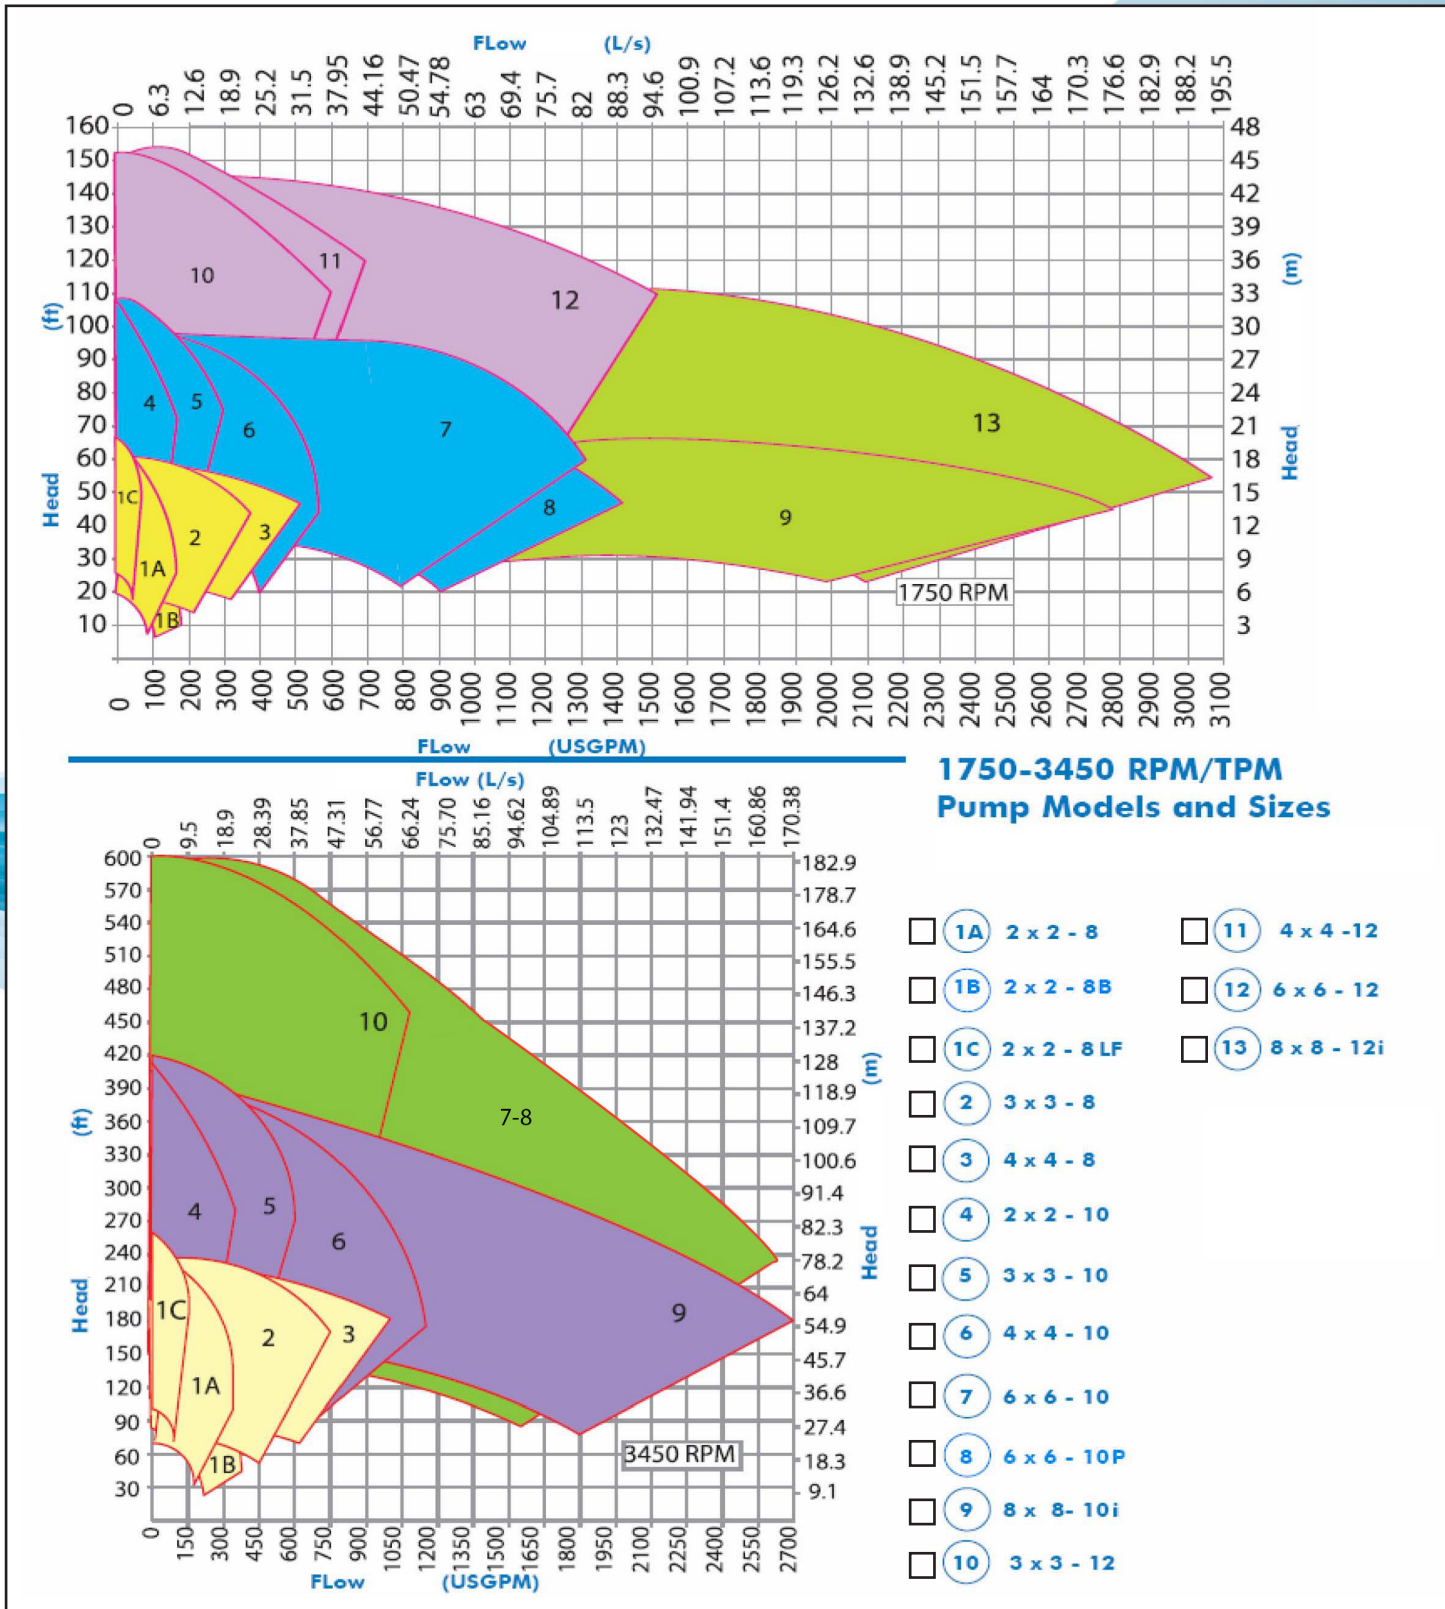 FLow (L/s)
0 6.3 12.6 18.9 25.2 31.5 37.95 44.16 50.47 54.78 63 69.4 75.7 82 88.3 94.6 100.9 107.2 113.6 119.3 126.2 132.6 138.9 145.2 151.5 157.7 164 170.3 176.6 182.9 188.2 195.5
160 48
150 45
140 42
130 39
120 36
110 33
100 30
90 27
80 24
70 21
60 18
50 15
40 12
30 9
20 6
10 3
(ft)
Head
(m)
Head
10 11 12
4 5 6 7 13
1C 1A 2 3 8 9
1B
1750 RPM
0 100 200 300 400 500 600 700 800 900 1000 1100 1200 1300 1400 1500 1600 1700 1800 1900 2000 2100 2200 2300 2400 2500 2600 2700 2800 2900 3000 3100
FLow (USGPM)
FLow (L/s)
0 9.5 18.9 28.39 37.85 47.31 56.77 66.24 75.70 85.16 94.62 104.89 113.5 123 132.47 141.94 151.4 160.86 170.38
600 182.9
570 178.7
540 164.6
510 155.5
480 146.3
450 137.2
420 128
390 118.9
360 109.7
330 100.6
300 91.4
270 82.3
240 78.2
210 64
180 54.9
150 45.7
120 36.6
90 27.4
60 18.3
30 9.1
(ft)
Head
(m)
Head
10
7-8
4 5 6
1C 2 3 9
1A
1B
3450 RPM
0 150 300 450 600 750 900 1050 1200 1350 1500 1650 1800 1950 2100 2250 2400 2550 2700
FLow (USGPM)
1750-3450 RPM/TPM
Pump Models and Sizes
1A 2 x 2 - 8
1B 2 x 2 - 8B
1C 2 x 2 - 8 LF
2 3 x 3 - 8
3 4 x 4 - 8
4 2 x 2 - 10
5 3 x 3 - 10
6 4 x 4 - 10
7 6 x 6 - 10
8 6 x 6 - 10P
9 8 x 8- 10i
10 3 x 3 - 12
11 4 x 4 -12
12 6 x 6 - 12
13 8 x 8 - 12i